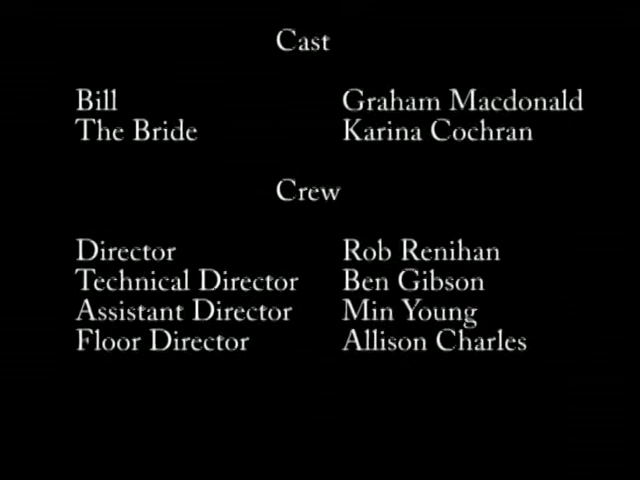 Cast
Bill Graham Macdonald
The Bride Karina Cochran
Crew
Director Rob Renihan
Technical Director Ben Gibson
Assistant Director Min Young
Floor Director Allison Charles